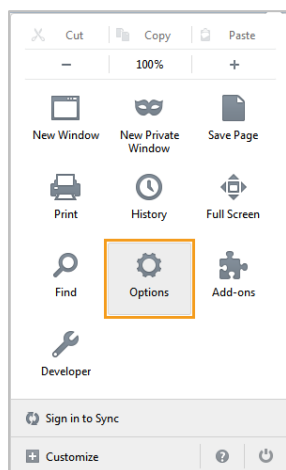 Cut Copy Paste
− 100% +
New Window New Private Window Save Page
Print History Full Screen
Find Options Add-ons
Developer
Sign in to Sync
Customize